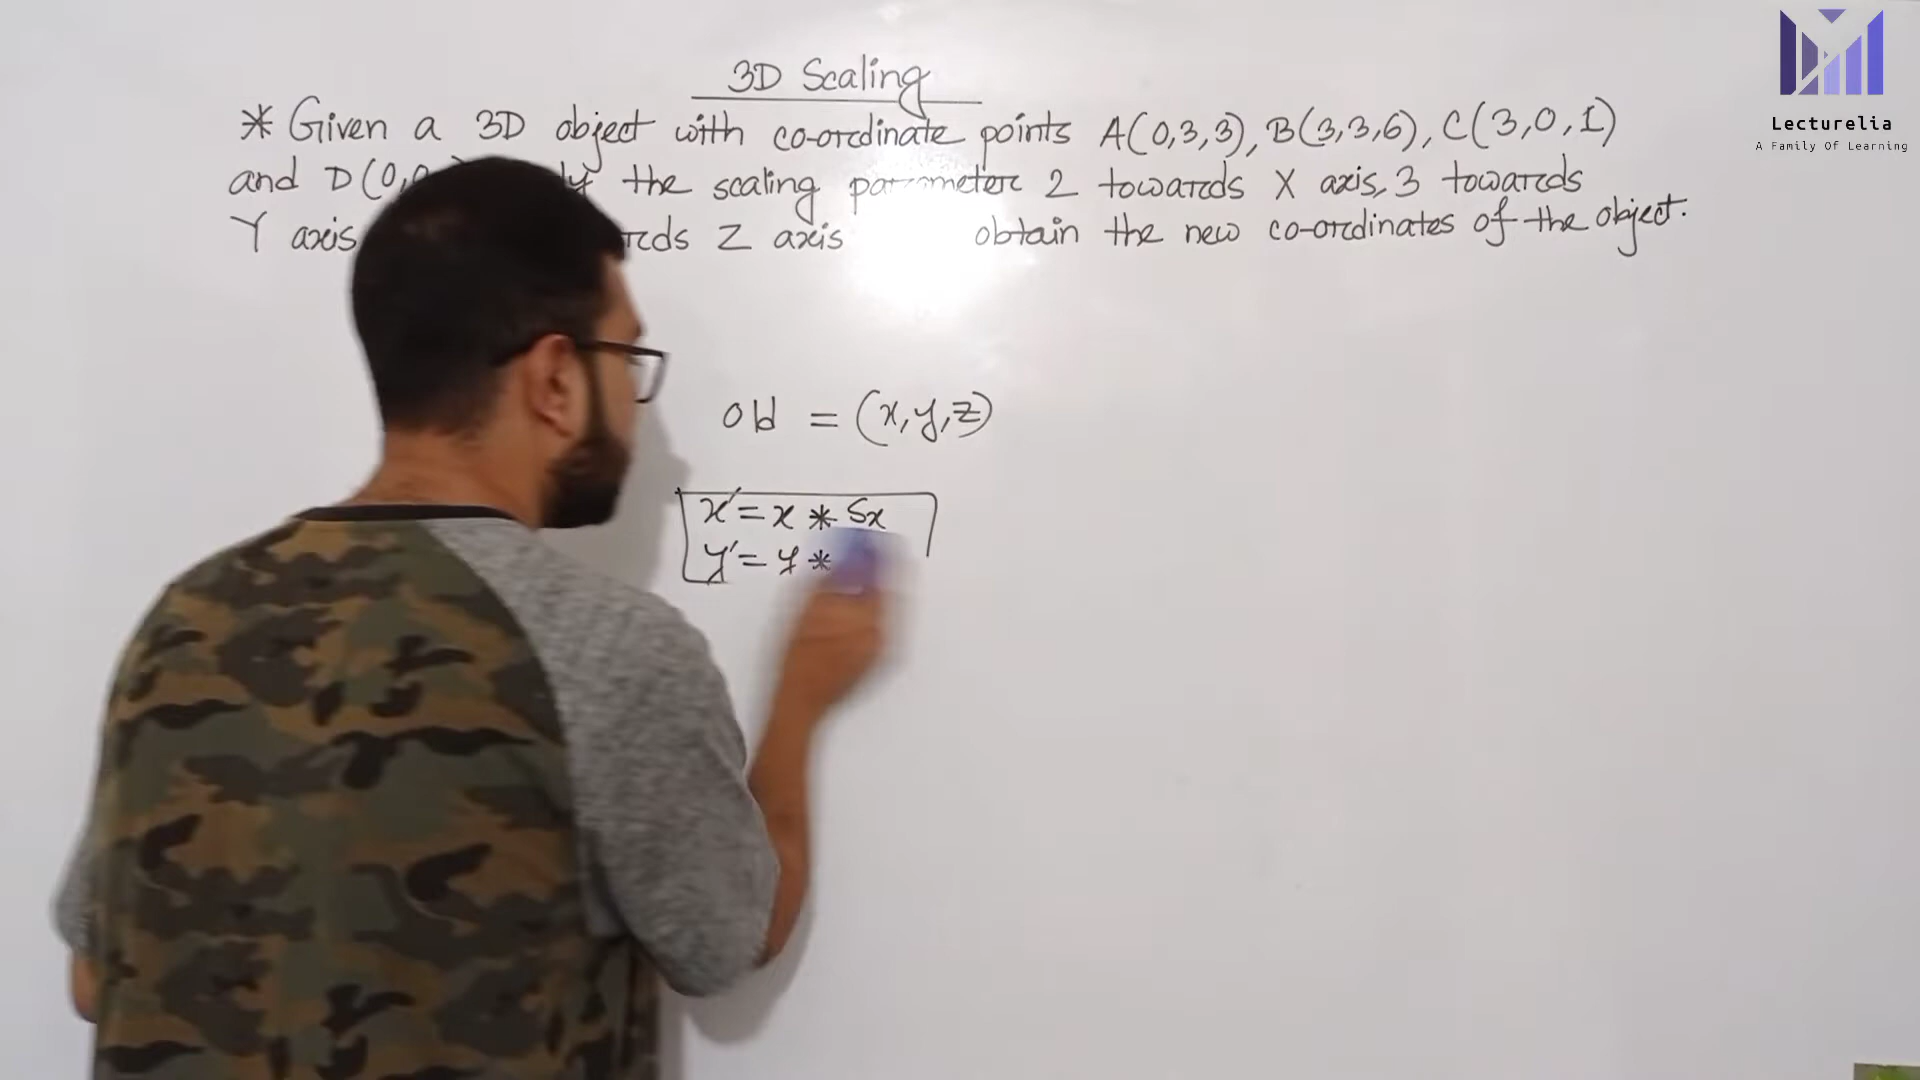 3D Scaling
* Given a 3D object with co-ordinate points A(0,3,3), B(3,3,6), C(3,0,1)
and D(0,0 the scaling parameter 2 towards X axis, 3 towards
Y axis Z axis obtain the new co-ordinates of the object.
old = (x,y,z)
x' = x * Sx
y' = y *
Lecturelia
A Family Of Learning